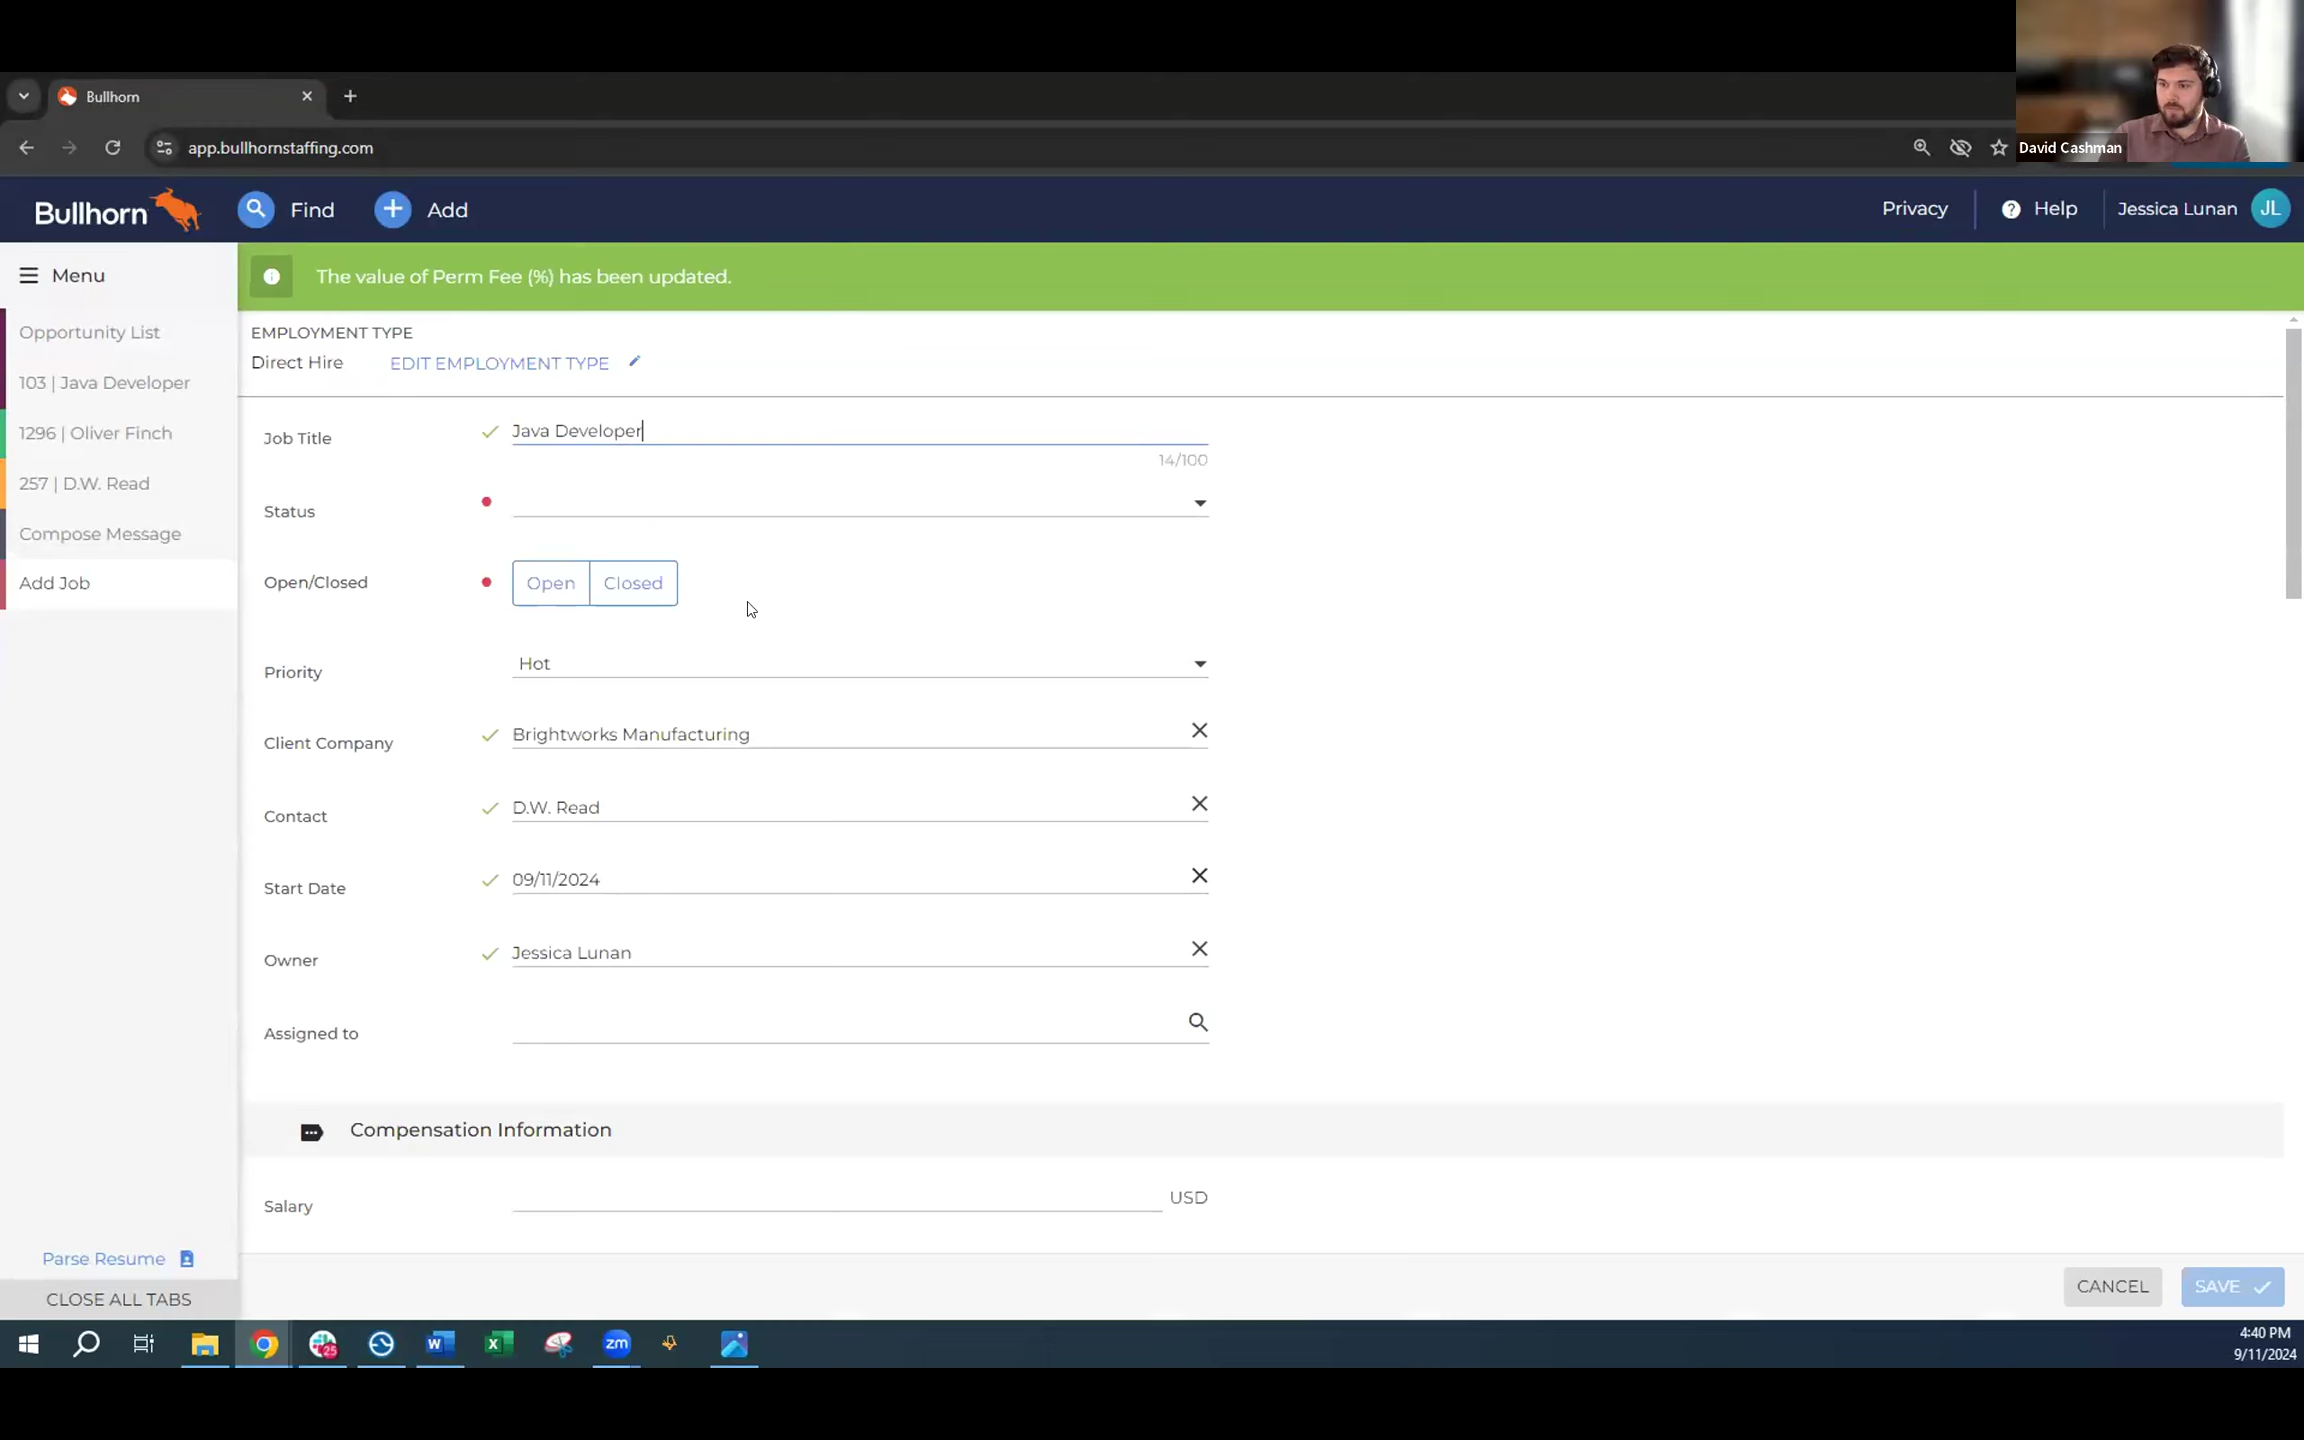 David Cashman
Bullhorn
app.bullhornstaffing.com
Bullhorn
Find
Add
Privacy
Help
Jessica Lunan
JL
Menu
The value of Perm Fee (%) has been updated.
Opportunity List
103 | Java Developer
1296 | Oliver Finch
257 | D.W. Read
Compose Message
Add Job
EMPLOYMENT TYPE
Direct Hire EDIT EMPLOYMENT TYPE
Job Title Java Developer
14/100
Status
Open/Closed Open Closed
Priority Hot
Client Company Brightworks Manufacturing
Contact D.W. Read
Start Date 09/11/2024
Owner Jessica Lunan
Assigned to
Compensation Information
Salary USD
Parse Resume
CLOSE ALL TABS
CANCEL SAVE
25
W
X
zm
4:40 PM
9/11/2024